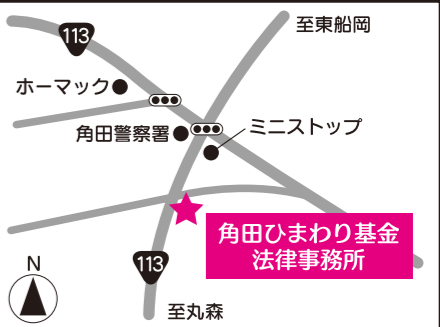 113
至東船岡
ホーマック
角田警察署
ミニストップ
角田ひまわり基金
法律事務所
N
113
至丸森